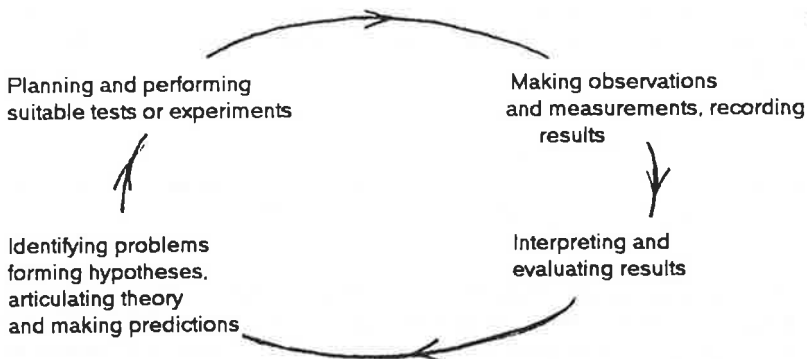 Planning and performing
suitable tests or experiments
Making observations
and measurements, recording
results
Identifying problems
forming hypotheses,
articulating theory
and making predictions
Interpreting and
evaluating results